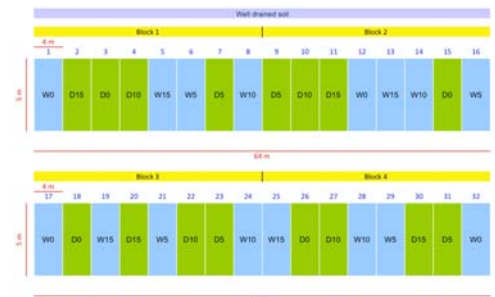 Well drained soil
Block 1 Block 2
4 m
1 2 3 4 5 6 7 8 9 10 11 12 13 14 15 16
5 m
W0 D15 D0 D10 W15 W5 D5 W10 D5 D10 D15 W0 W15 W10 D0 W5
64 m
Block 3 Block 4
4 m
17 18 19 20 21 22 23 24 25 26 27 28 29 30 31 32
5 m
W0 D0 W15 D15 W5 D10 D5 W10 W15 D0 D10 W10 W5 D15 D5 W0